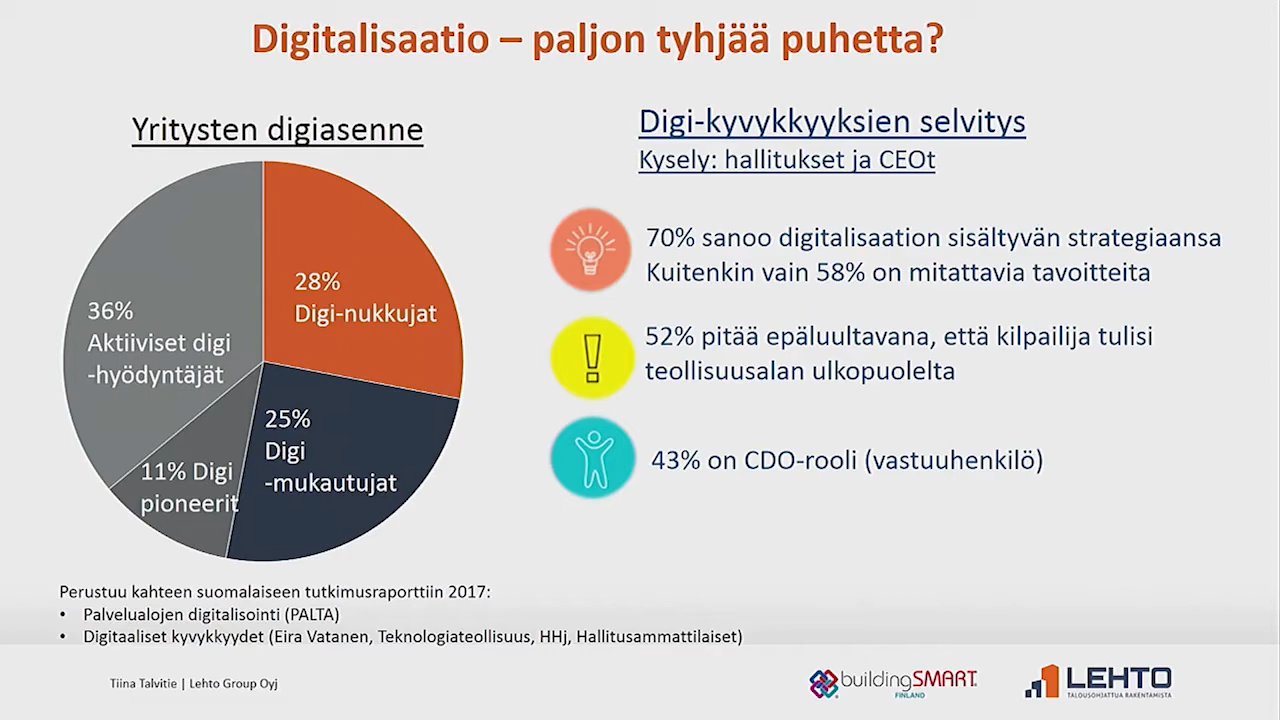 Digitalisaatio – paljon tyhjää puhetta?
Yritysten digiasenne
28%
Digi-nukkujat
25%
Digi
-mukautujat
11% Digi
pioneerit
36%
Aktiiviset digi
-hyödyntäjät
Digi-kyvykkyyksien selvitys
Kysely: hallitukset ja CEOt
70% sanoo digitalisaation sisältyvän strategiaansa
Kuitenkin vain 58% on mitattavia tavoitteita
52% pitää epäluultavana, että kilpailija tulisi
teollisuusalan ulkopuolelta
43% on CDO-rooli (vastuuhenkilö)
Perustuu kahteen suomalaiseen tutkimusraporttiin 2017:
• Palvelualojen digitalisointi (PALTA)
• Digitaaliset kyvykkyydet (Eira Vatanen, Teknologiateollisuus, HHj, Hallitusammattilaiset)
Tiina Talvitie | Lehto Group Oyj
buildingSMART
FINLAND
LEHTO
TALOUSOHJATTUA RAKENTAMISTA